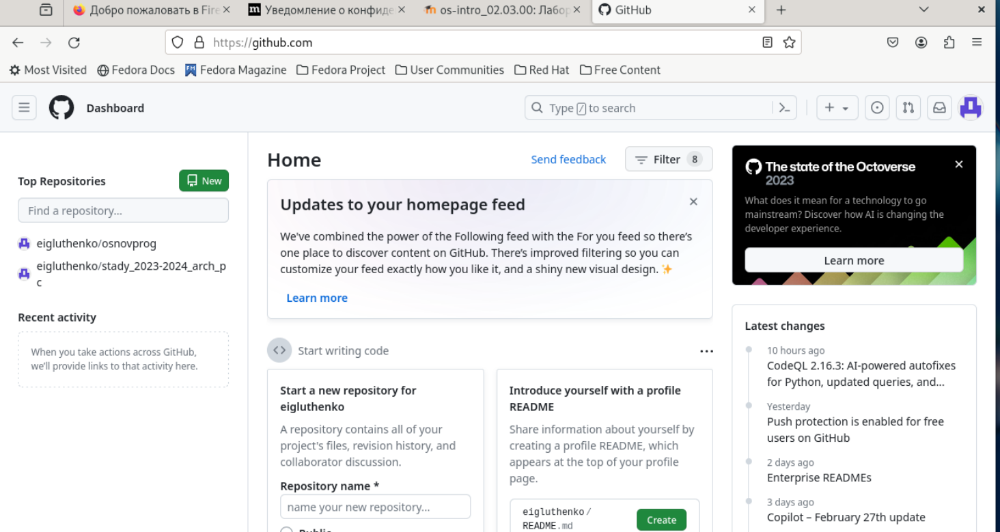 Добро пожаловать в Fire
m Уведомление о конфиде
os-intro_02.03.00: Лабор
GitHub
https://github.com
Most Visited
Fedora Docs
FM Fedora Magazine
Fedora Project
User Communities
Red Hat
Free Content
Dashboard
Type / to search
Top Repositories
New
Find a repository...
eigluthenko/osnovprog
eigluthenko/stady_2023-2024_arch_p
c
Recent activity
When you take actions across GitHub,
we'll provide links to that activity here.
Home
Send feedback
Filter 8
Updates to your homepage feed
We've combined the power of the Following feed with the For you feed so there's
one place to discover content on GitHub. There's improved filtering so you can
customize your feed exactly how you like it, and a shiny new visual design. ✨
Learn more
Start writing code
Start a new repository for
eigluthenko
A repository contains all of your
project's files, revision history, and
collaborator discussion.
Repository name *
name your new repository...
Public
Introduce yourself with a profile
README
Share information about yourself by
creating a profile README, which
appears at the top of your profile
page.
eigluthenko/
README.md
Create
The state of the Octoverse
2023
What does it mean for a technology to go
mainstream? Discover how AI is changing the
developer experience.
Learn more
Latest changes
10 hours ago
CodeQL 2.16.3: AI-powered autofixes
for Python, updated queries, and...
Yesterday
Push protection is enabled for free
users on GitHub
2 days ago
Enterprise READMEs
3 days ago
Copilot – February 27th update